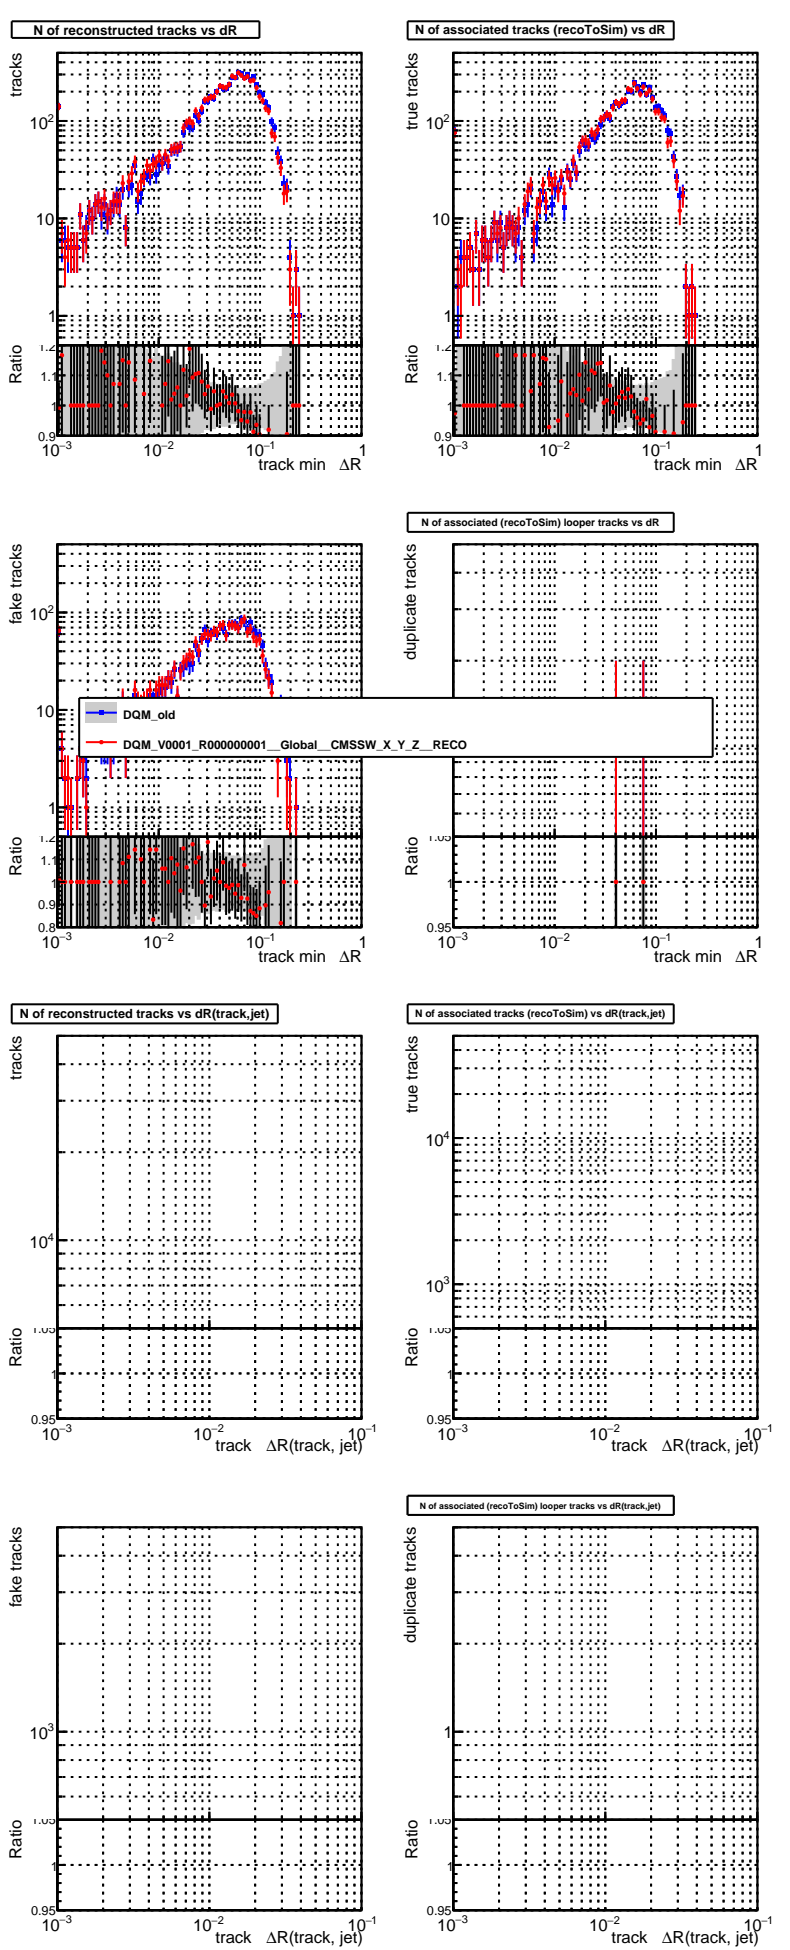 N of reconstructed tracks vs dR
tracks
10²
10
1
Ratio
1.2
1.1
1
0.9
10⁻³ 10⁻² 10⁻¹ 1
track min ΔR
N of associated tracks (recoToSim) vs dR
true tracks
10²
10
1
Ratio
1.2
1.1
1
0.9
10⁻³ 10⁻² 10⁻¹ 1
track min ΔR
fake tracks
10²
10
1
Ratio
1.2
1.1
1
0.9
0.8
10⁻³ 10⁻² 10⁻¹ 1
track min ΔR
N of associated (recoToSim) looper tracks vs dR
duplicate tracks
Ratio
1.05
1
0.95
10⁻³ 10⁻² 10⁻¹ 1
track min ΔR
DQM_old
DQM_V0001_R000000001__Global__CMSSW_X_Y_Z__RECO
N of reconstructed tracks vs dR(track,jet)
tracks
10⁴
Ratio
1.05
1
0.95
10⁻³ 10⁻² 10⁻¹
track ΔR(track, jet)
N of associated tracks (recoToSim) vs dR(track,jet)
true tracks
10⁴
10³
Ratio
1.05
1
0.95
10⁻³ 10⁻² 10⁻¹
track ΔR(track, jet)
fake tracks
10³
Ratio
1.05
1
0.95
10⁻³ 10⁻² 10⁻¹
track ΔR(track, jet)
N of associated (recoToSim) looper tracks vs dR(track,jet)
duplicate tracks
1
Ratio
1.05
1
0.95
10⁻³ 10⁻² 10⁻¹
track ΔR(track, jet)